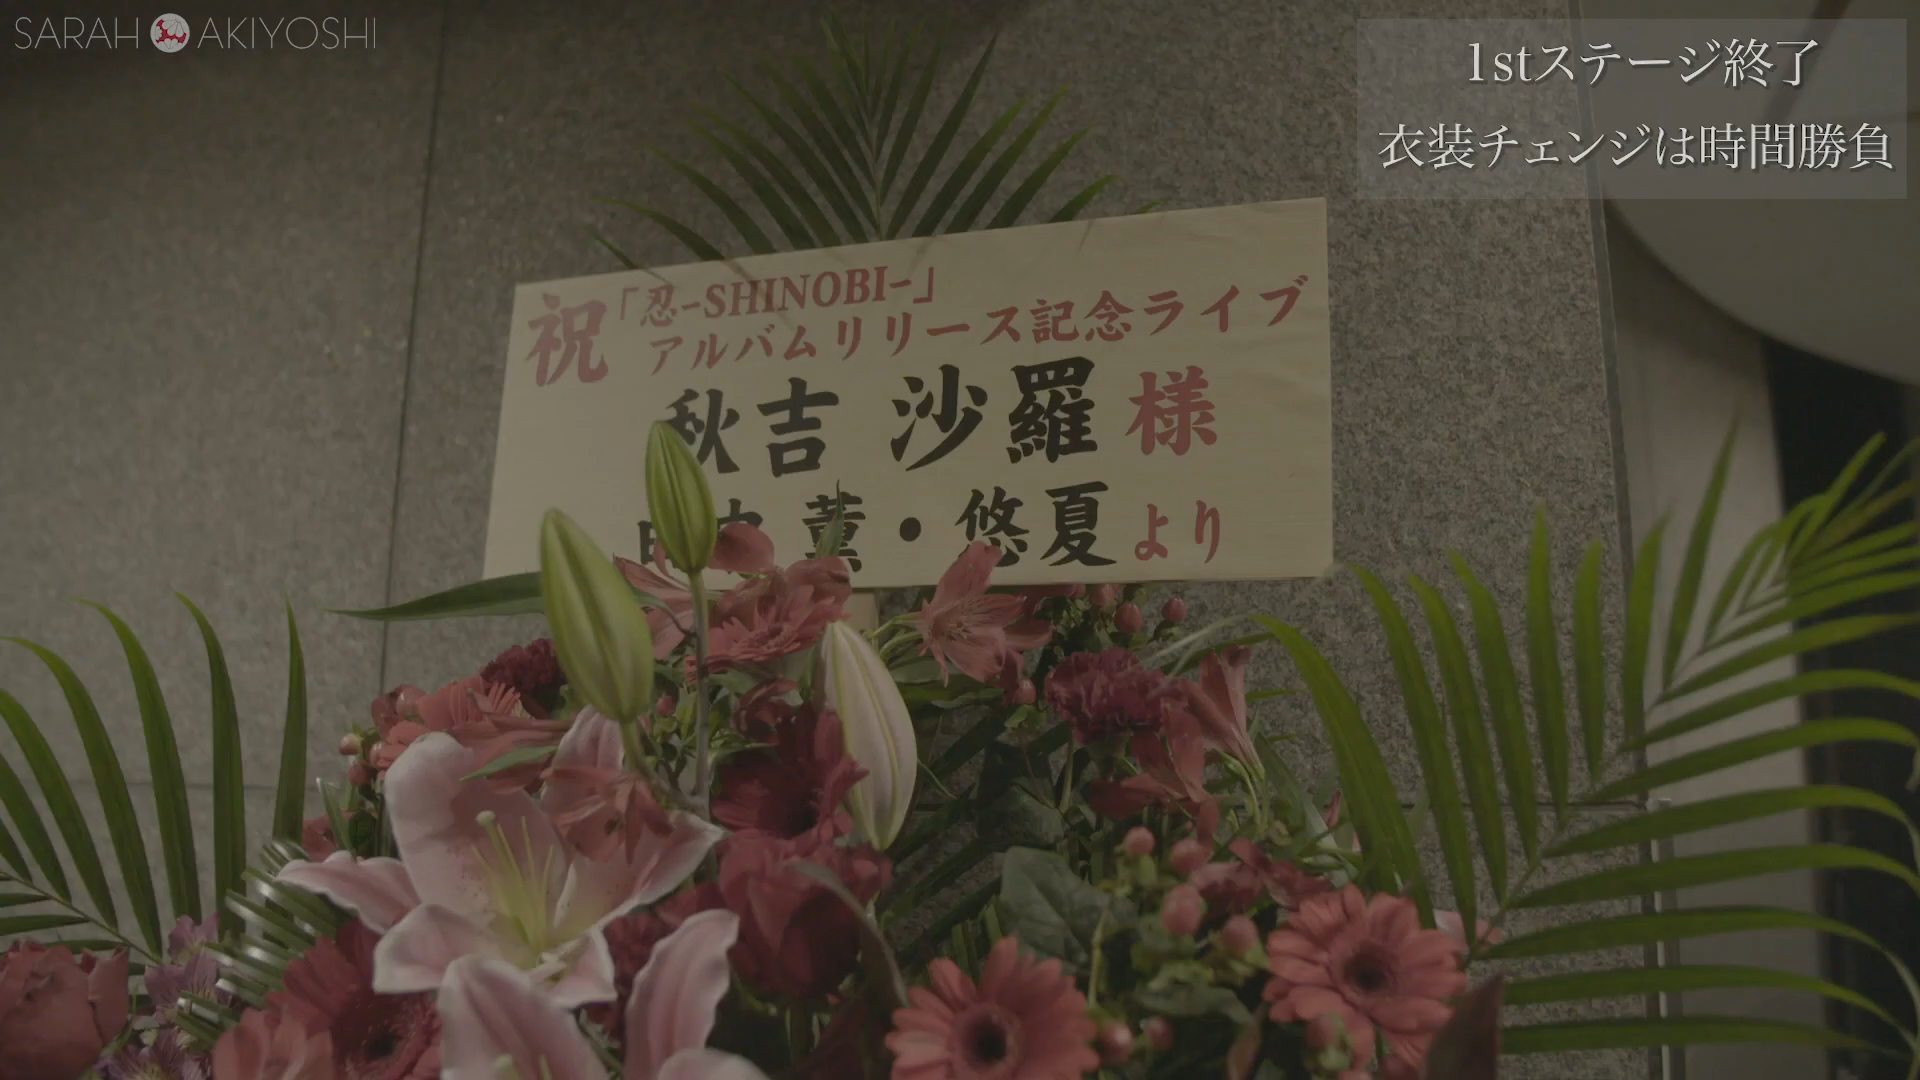 SARAH AKIYOSHI
1stステージ終了
衣装チェンジは時間勝負
祝「忍-SHINOBI-」
アルバムリリース記念ライブ
秋吉 沙羅様
薫・悠夏より